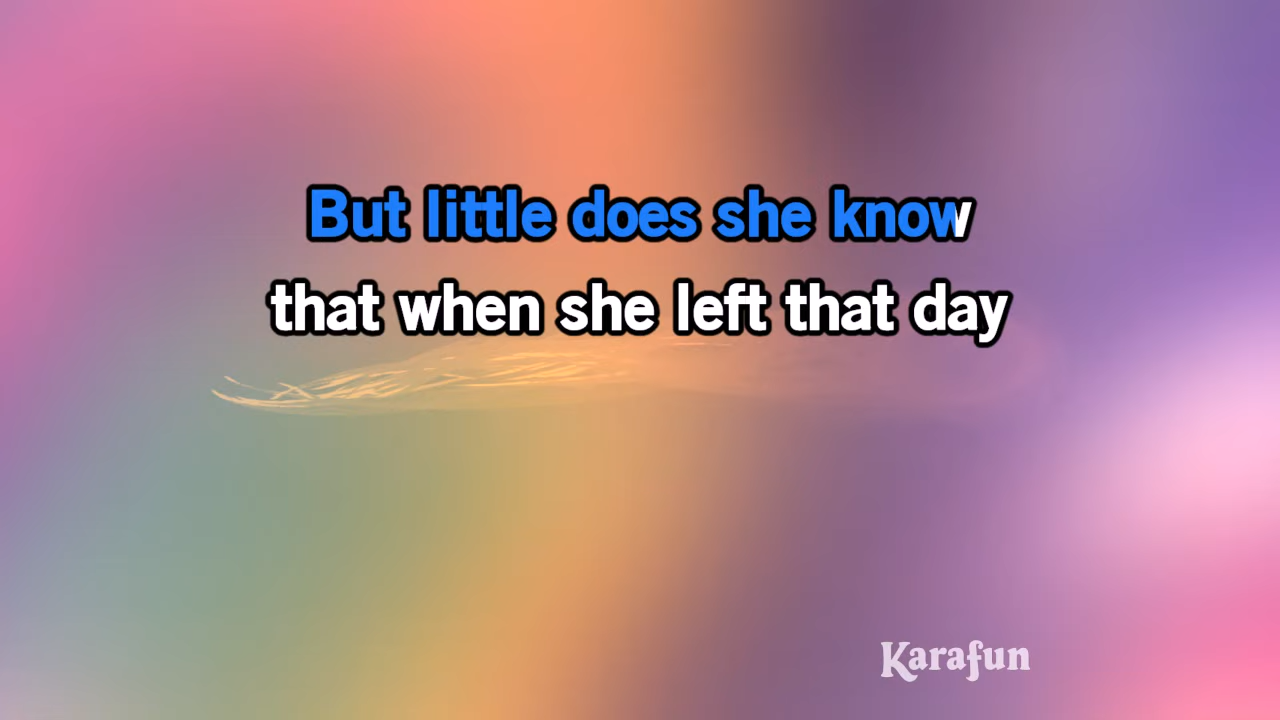 But little does she know
that when she left that day
Karafun